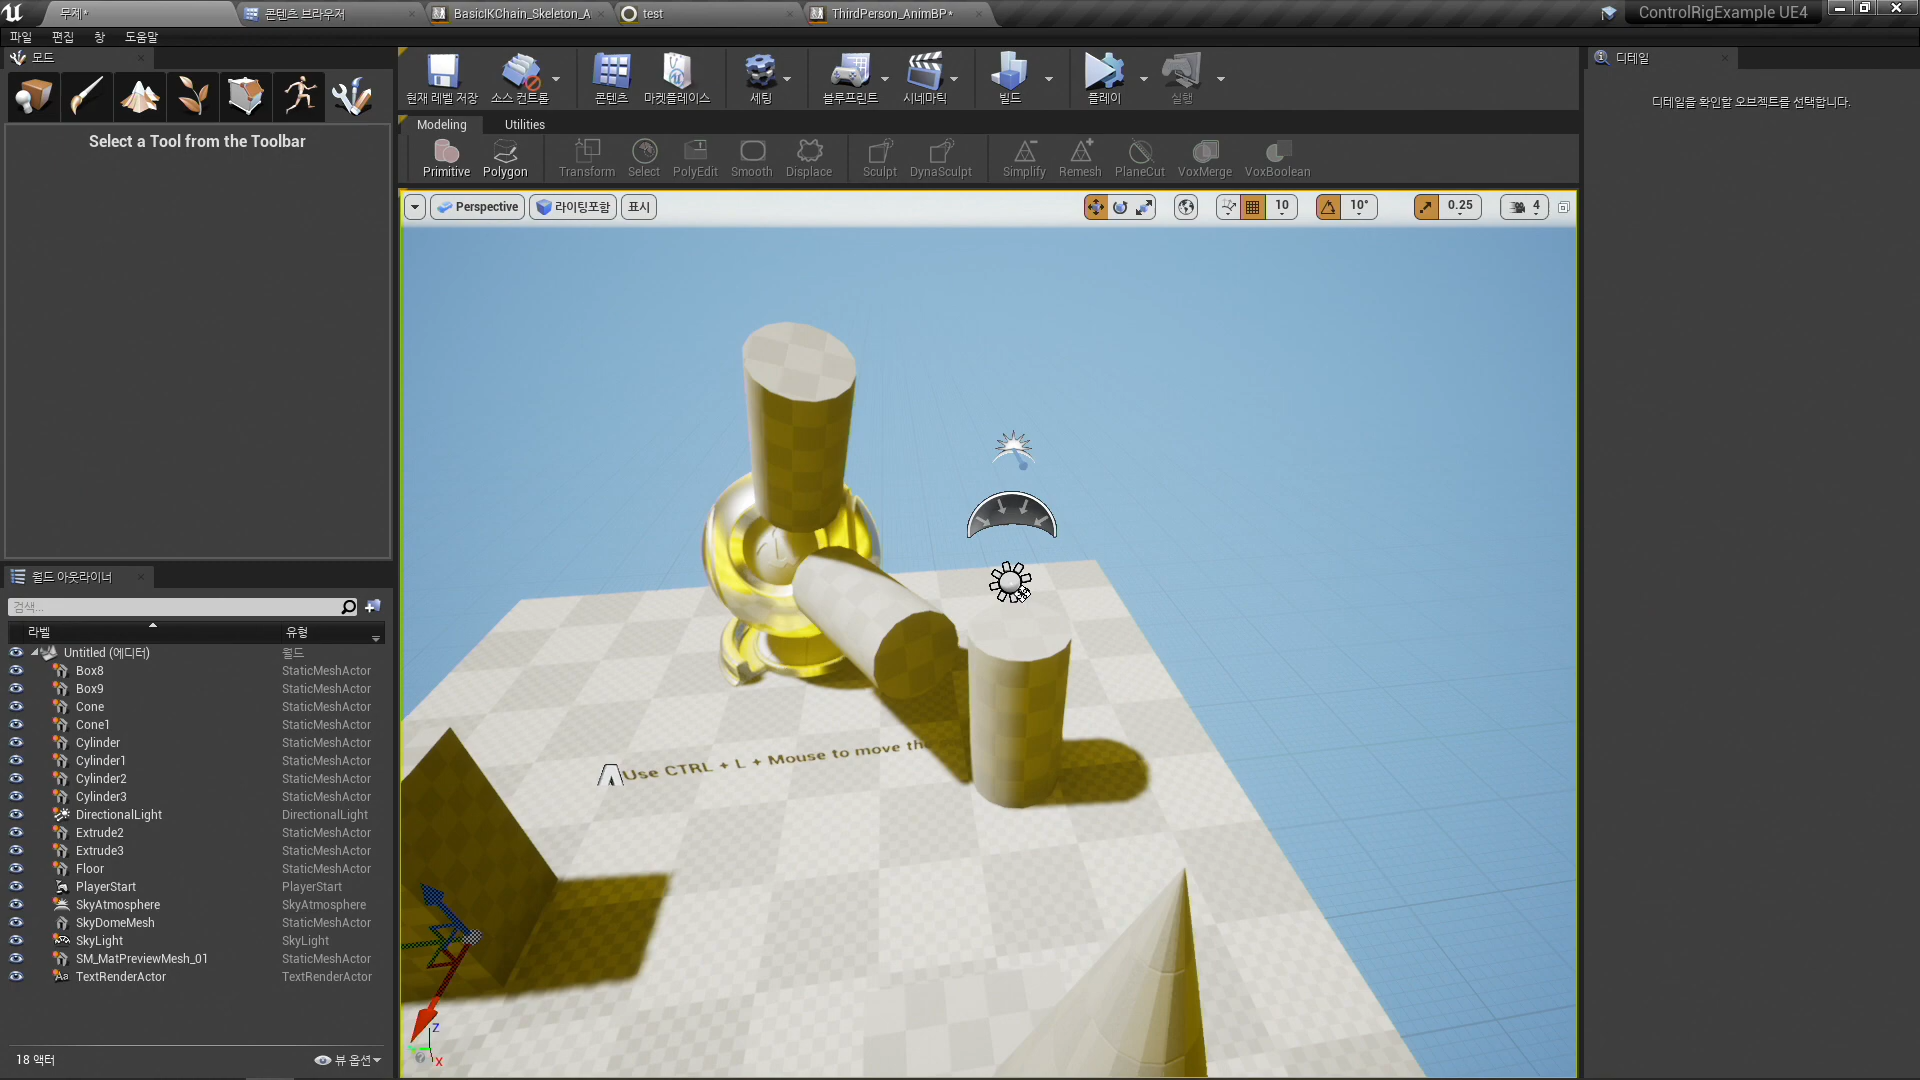 무제*
콘텐츠 브라우저
BasicIKChain_Skeleton_A
test
ThirdPerson_AnimBP*
ControlRigExample UE4
파일 편집 창 도움말
모드
디테일
현재 레벨 저장
소스 컨트롤
콘텐츠
마켓플레이스
세팅
블루프린트
시네마틱
빌드
플레이
실행
디테일을 확인할 오브젝트를 선택합니다.
Modeling
Utilities
Select a Tool from the Toolbar
Primitive
Polygon
Transform
Select
PolyEdit
Smooth
Displace
Sculpt
DynaSculpt
Simplify
Remesh
PlaneCut
VoxMerge
VoxBoolean
Perspective
라이팅포함
표시
10
10°
0.25
4
Use CTRL + L + Mouse to move the
월드 아웃라이너
검색...
라벨 유형
Untitled (에디터) 월드
Box8 StaticMeshActor
Box9 StaticMeshActor
Cone StaticMeshActor
Cone1 StaticMeshActor
Cylinder StaticMeshActor
Cylinder1 StaticMeshActor
Cylinder2 StaticMeshActor
Cylinder3 StaticMeshActor
DirectionalLight DirectionalLight
Extrude2 StaticMeshActor
Extrude3 StaticMeshActor
Floor StaticMeshActor
PlayerStart PlayerStart
SkyAtmosphere SkyAtmosphere
SkyDomeMesh StaticMeshActor
SkyLight SkyLight
SM_MatPreviewMesh_01 StaticMeshActor
Aa TextRenderActor TextRenderActor
18 액터
뷰 옵션
Z
X